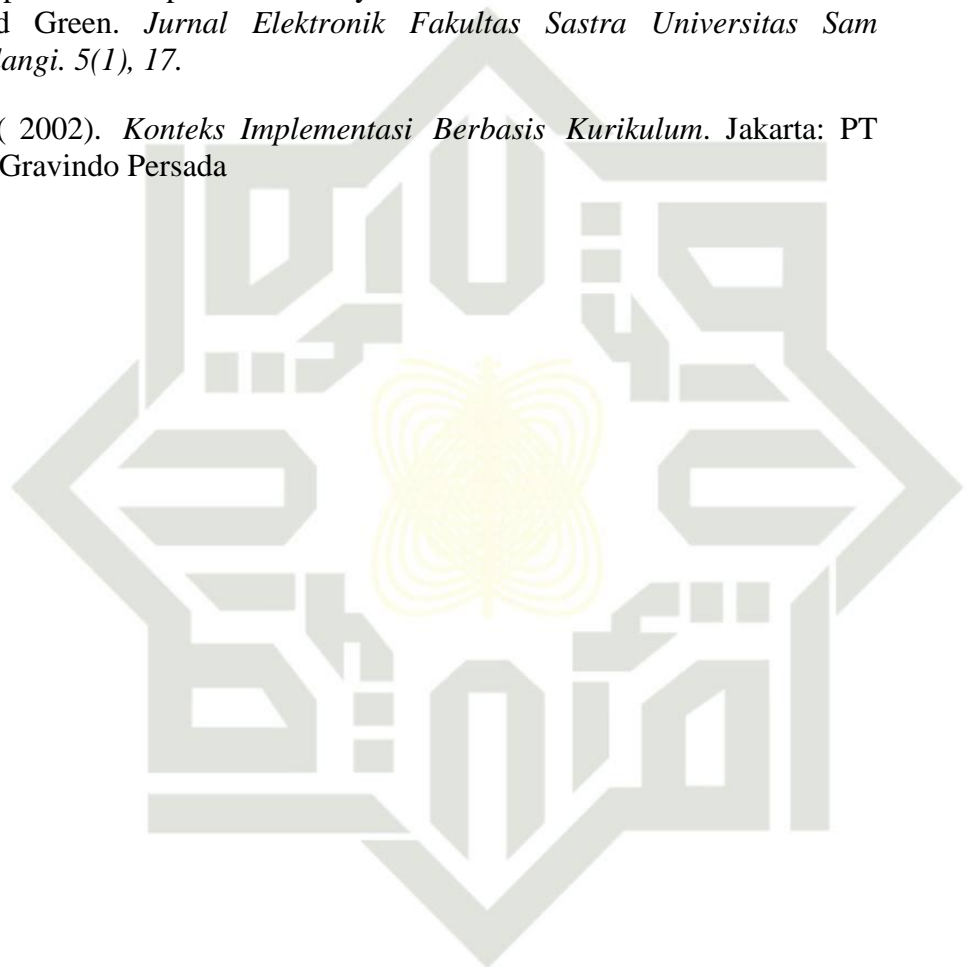 d Green. Jurnal Elektronik Fakultas Sastra Universitas Sam
langi. 5(1), 17.
( 2002). Konteks Implementasi Berbasis Kurikulum. Jakarta: PT
Gravindo Persada